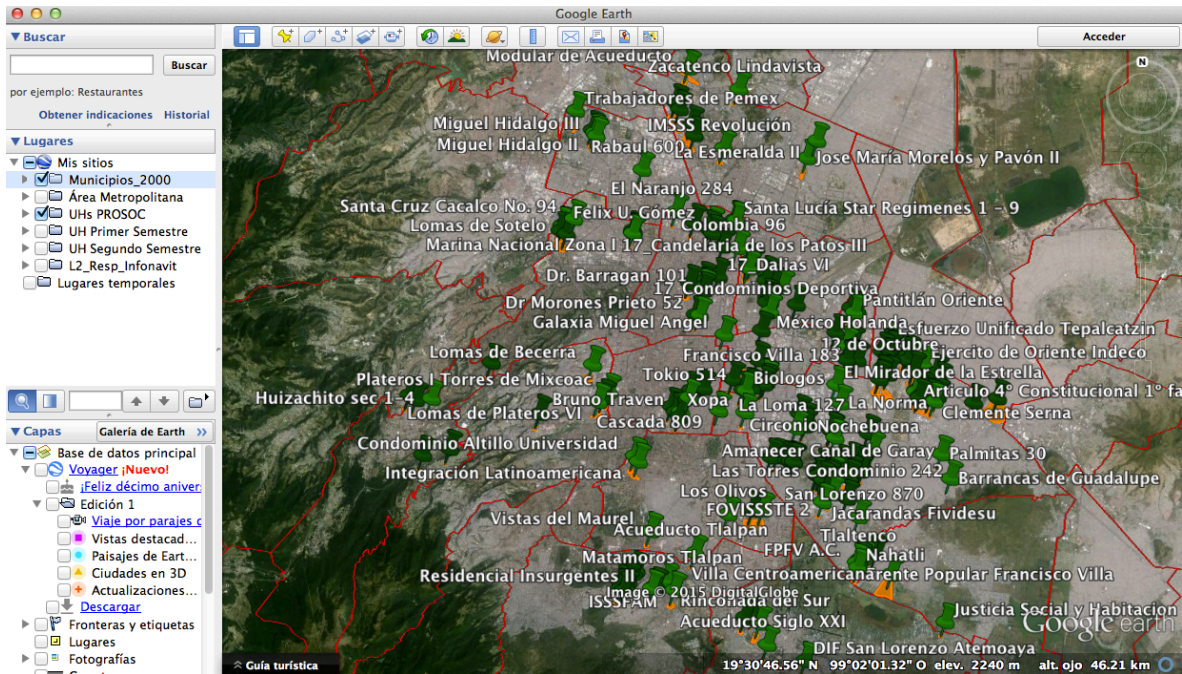 Google Earth
Buscar
Buscar
por ejemplo: Restaurantes
Obtener indicaciones Historial
Lugares
Mis sitios
Municipios_2000
Área Metropolitana
UHs PROSOC
UH Primer Semestre
UH Segundo Semestre
L2_Resp_Infonavit
Lugares temporales
Capas
Galería de Earth >>
Base de datos principal
Voyager ¡Nuevo!
¡Feliz décimo aniver
Edición 1
Viaje por parajes
Vistas destacad...
Paisajes de Eart...
Ciudades en 3D
Actualizaciones...
Descargar
Fronteras y etiquetas
Lugares
Fotografías
Acceder
N
Modular de Acueducto
Zacatenco Lindavista
Trabajadores de Pemex
Miguel Hidalgo III
IMSSS Revolución
Miguel Hidalgo II
Rabaul 600
La Esmeralda II
Jose María Morelos y Pavón II
El Naranjo 284
Santa Cruz Cacalco No. 94
Felix U. Gómez
Santa Lucía Star Regimenes 1 - 9
Lomas de Sotelo
Colombia 96
Marina Nacional Zona I
17_Candelaria de los Patos III
17_Dalias VI
Dr. Barragan 101
17_Condominios Deportiva
Dr Morones Prieto 52
Pantitlán Oriente
Galaxia Miguel Angel
México Holanda
Esfuerzo Unificado Tepalcatzin
12 de Octubre
Lomas de Becerra
Francisco Villa 183
Ejercito de Oriente Indeco
Plateros I Torres de Mixcoac
Tokio 514
Biologos
El Mirador de la Estrella
Huizachito sec 1-4
Bruno Traven
Xopa
Articulo 4° Constitucional 1° fa
Lomas de Plateros VI
La Loma 127
La Norma
Clemente Serna
Cascada 809
Circonio
Nochebuena
Condominio Altillo Universidad
Amanecer Canal de Garay
Palmitas 30
Integración Latinoamericana
Las Torres Condominio 242
Barrancas de Guadalupe
Los Olivos
San Lorenzo 870
Vistas del Maurel
FOVISSSTE 2
Jacarandas Fividesu
Acueducto Tlalpan
Tlaltenco
Matamoros Tlalpan
FPFV A.C.
Nahatli
Residencial Insurgentes II
Villa Centroamericana
rente Popular Francisco Villa
Image © 2015 DigitalGlobe
ISSSFAM
Rinconada del Sur
Justicia Social y Habitacion
Acueducto Siglo XXI
Google earth
DIF San Lorenzo Atemoaya
Guía turística
19°30'46.56" N 99°02'01.32" O elev. 2240 m alt. ojo 46.21 km